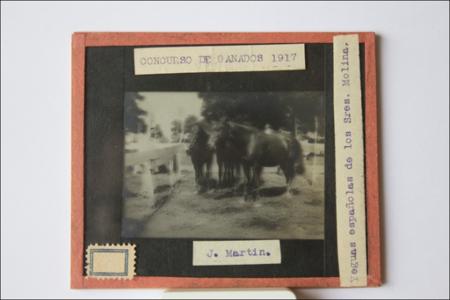 CONCURSO DE GANADOS 1917
Yeguas españolas de los Sres. Molina.
J. Martin.